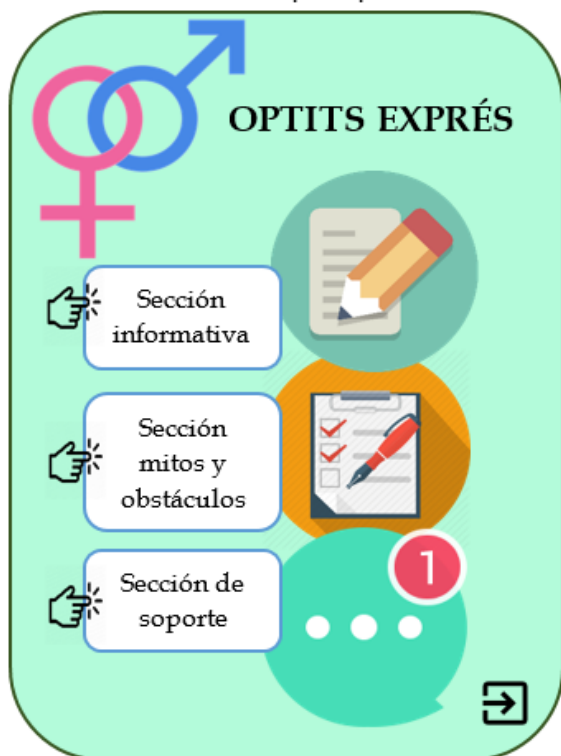 OPTITS EXPRÉS
Sección
informativa
Sección
mitos y
obstáculos
1
Sección de
soporte